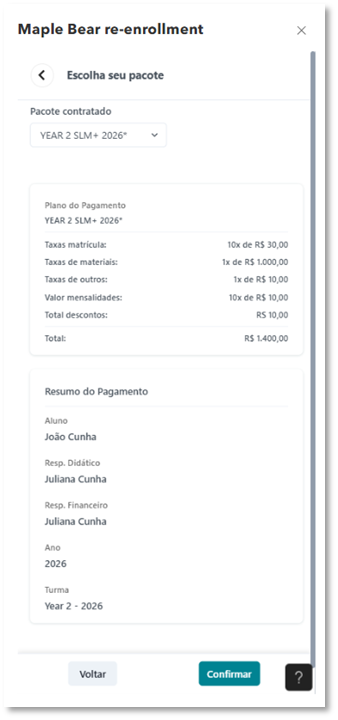 Maple Bear re-enrollment
Escolha seu pacote
Pacote contratado
YEAR 2 SLM+ 2026*
Plano do Pagamento
YEAR 2 SLM+ 2026*
Taxas matrícula: 10x de R$ 30,00
Taxas de materiais: 1x de R$ 1.000,00
Taxas de outros: 1x de R$ 10,00
Valor mensalidades: 10x de R$ 10,00
Total descontos: R$ 10,00
Total: R$ 1.400,00
Resumo do Pagamento
Aluno
João Cunha
Resp. Didático
Juliana Cunha
Resp. Financeiro
Juliana Cunha
Ano
2026
Turma
Year 2 - 2026
Voltar Confirmar ?